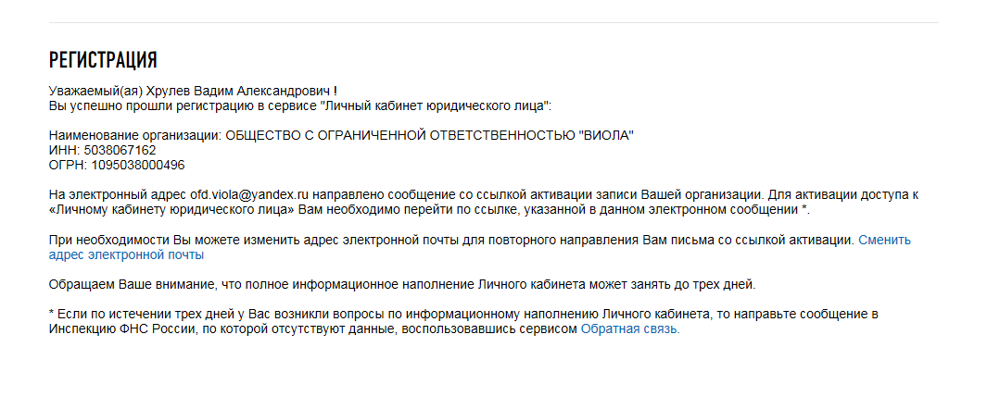 РЕГИСТРАЦИЯ
Уважаемый(ая) Хрулев Вадим Александрович !
Вы успешно прошли регистрацию в сервисе "Личный кабинет юридического лица":
Наименование организации: ОБЩЕСТВО С ОГРАНИЧЕННОЙ ОТВЕТСТВЕННОСТЬЮ "ВИОЛА"
ИНН: 5038067162
ОГРН: 1095038000496
На электронный адрес ofd.viola@yandex.ru направлено сообщение со ссылкой активации записи Вашей организации. Для активации доступа к
«Личному кабинету юридического лица» Вам необходимо перейти по ссылке, указанной в данном электронном сообщении *.
При необходимости Вы можете изменить адрес электронной почты для повторного направления Вам письма со ссылкой активации. Сменить
адрес электронной почты
Обращаем Ваше внимание, что полное информационное наполнение Личного кабинета может занять до трех дней.
* Если по истечении трех дней у Вас возникли вопросы по информационному наполнению Личного кабинета, то направьте сообщение в
Инспекцию ФНС России, по которой отсутствуют данные, воспользовавшись сервисом Обратная связь.